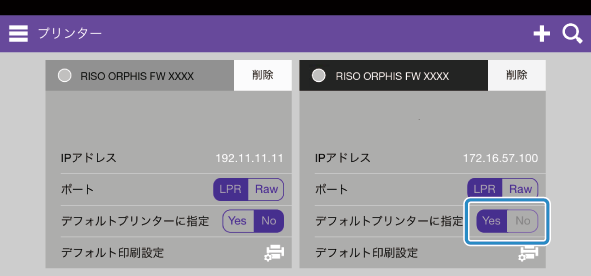 プリンター
RISO ORPHIS FW XXXX 削除
IPアドレス 192.11.11.11
ポート LPR Raw
デフォルトプリンターに指定 Yes No
デフォルト印刷設定
RISO ORPHIS FW XXXX 削除
IPアドレス 172.16.57.100
ポート LPR Raw
デフォルトプリンターに指定 Yes No
デフォルト印刷設定